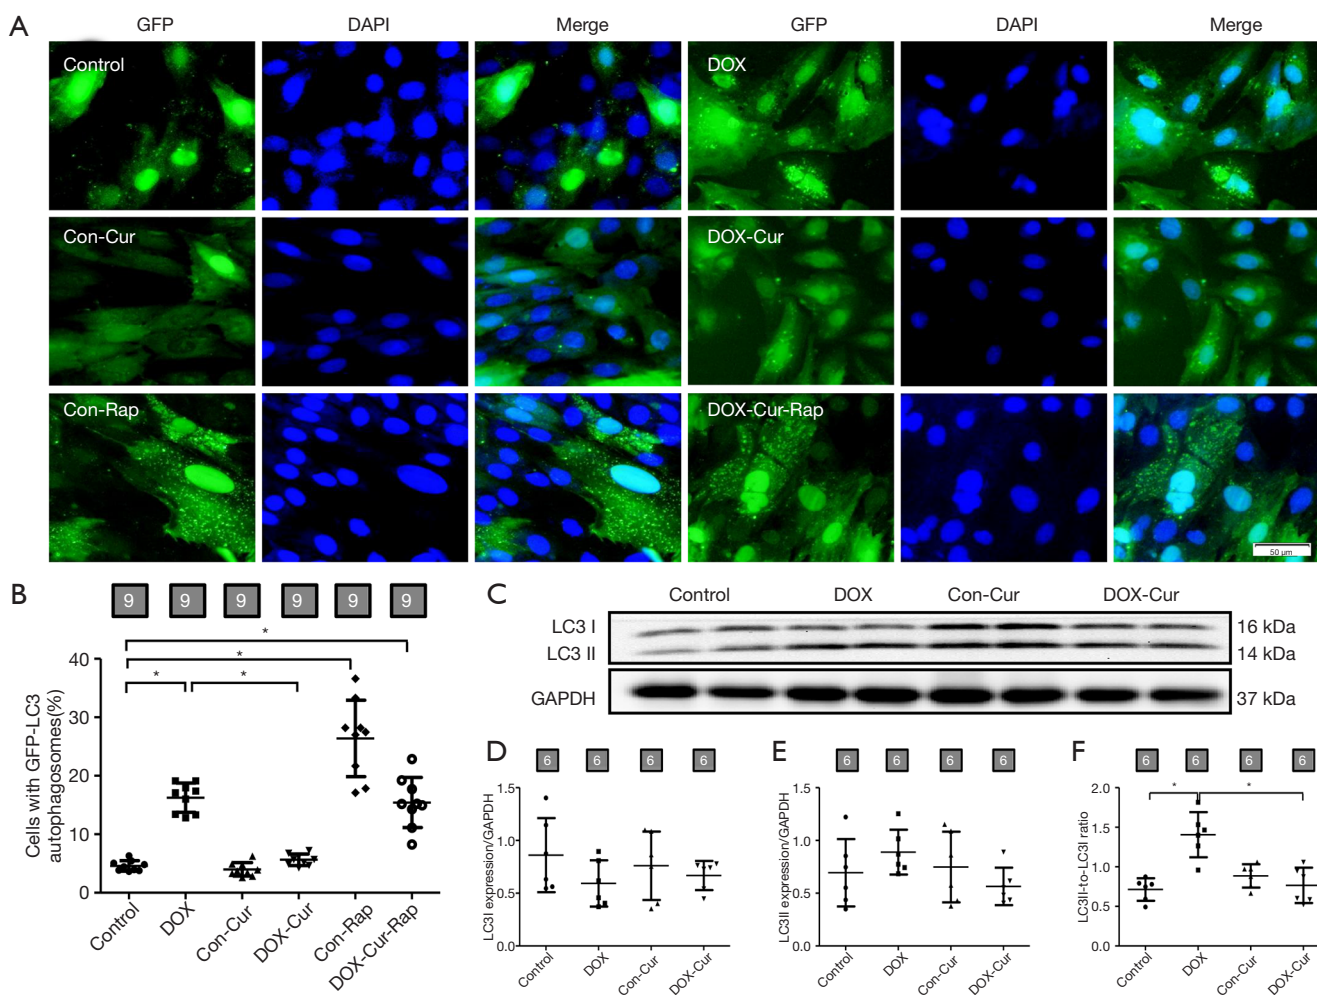 A
GFP DAPI Merge GFP DAPI Merge
Control DOX
Con-Cur DOX-Cur
Con-Rap DOX-Cur-Rap
50 µm
B
9 9 9 9 9 9
*
*
* *
Cells with GFP-LC3
autophagosomes(%)
40
30
20
10
0
Control DOX Con-Cur DOX-Cur Con-Rap DOX-Cur-Rap
C
Control DOX Con-Cur DOX-Cur
LC3 I 16 kDa
LC3 II 14 kDa
GAPDH 37 kDa
D
6 6 6 6
LC3I expression/GAPDH
1.5
1.0
0.5
0.0
Control DOX Con-Cur DOX-Cur
E
6 6 6 6
LC3II expression/GAPDH
1.5
1.0
0.5
0.0
Control DOX Con-Cur DOX-Cur
F
6 6 6 6
* *
LC3II-to-LC3I ratio
2.0
1.5
1.0
0.5
0.0
Control DOX Con-Cur DOX-Cur